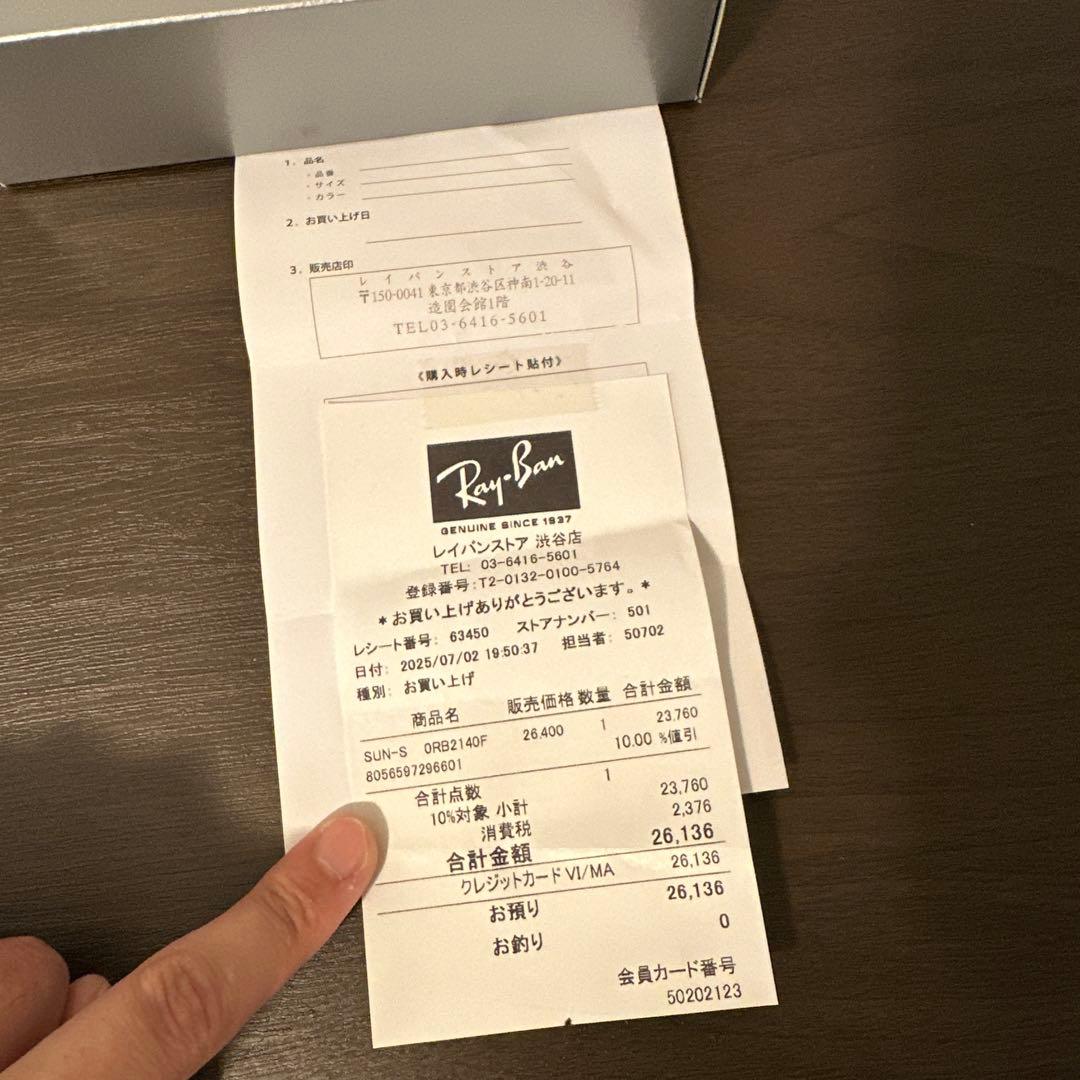 1. 品名
・品番
・サイズ
・カラー
2. お買い上げ日
3. 販売店印
レイバンストア渋谷
〒150-0041 東京都渋谷区神南1-20-11
造園会館1階
TEL03-6416-5601
《購入時レシート貼付》
Ray-Ban
GENUINE SINCE 1937
レイバンストア 渋谷店
TEL: 03-6416-5601
登録番号:T2-0132-0100-5764
*お買い上げありがとうございます。*
レシート番号: 63450 ストアナンバー: 501
日付: 2025/07/02 19:50:37 担当者: 50702
種別: お買い上げ
商品名 販売価格 数量 合計金額
SUN-S 0RB2140F 26,400 1 23,760
8056597296601 10.00 %値引
合計点数 1
10%対象 小計 23,760
消費税 2,376
合計金額 26,136
クレジットカード VI/MA 26,136
お預り 26,136
お釣り 0
会員カード番号
50202123